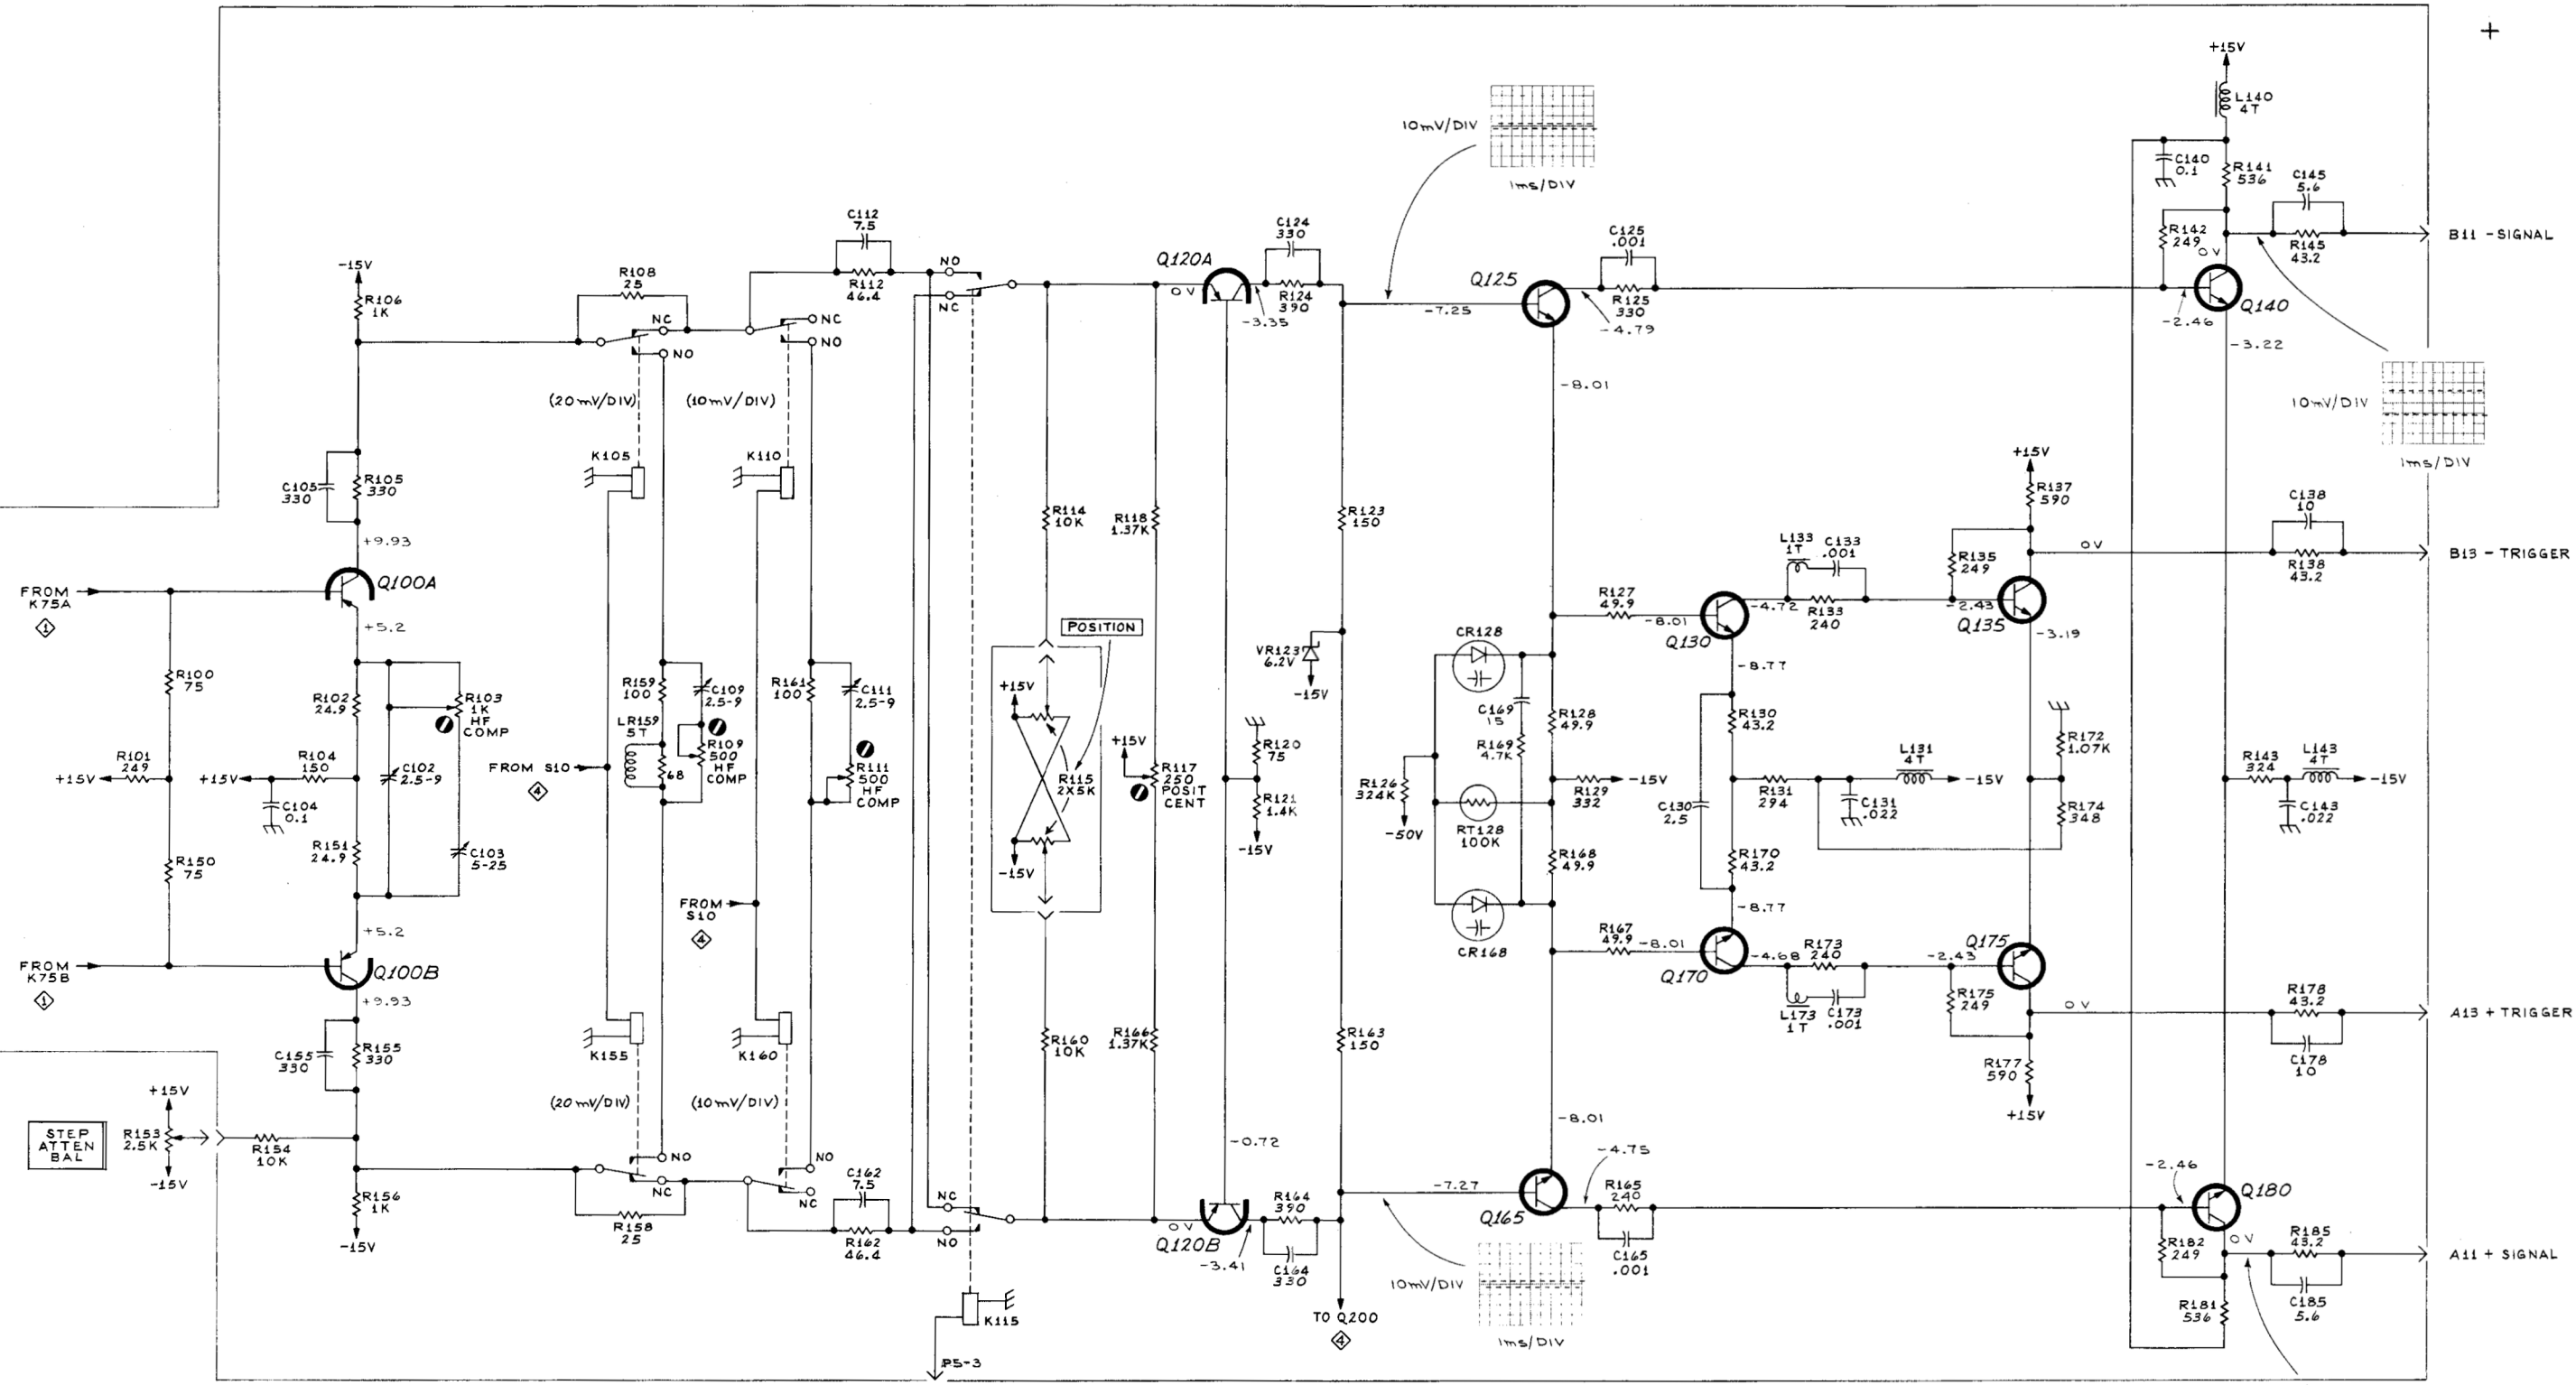 +
+15V
L140
4T
10mV/DIV
1ms/DIV
C140
0.1
R141
536
C145
5.6
R142
249
0V
R145
43.2
B11 -SIGNAL
Q140
-2.46
-3.22
10mV/DIV
1ms/DIV
-15V
R106
1K
R108
25
NC
NO
C112
7.5
R112
46.4
NC
NO
NO
NC
Q120A
0V
C124
330
R124
390
-3.35
-7.25
Q125
C125
.001
R125
330
-4.79
-8.01
(20mV/DIV)
(10mV/DIV)
K105
K110
C105
330
R105
330
+9.93
Q100A
FROM
K75A
1
+5.2
R100
75
R102
24.9
R103
1K
HF
COMP
R101
249
+15V
R104
150
+15V
C104
0.1
C102
2.5-9
R151
24.9
C103
5-25
R150
75
+5.2
FROM
K75B
1
Q100B
+9.93
C155
330
R155
330
+15V
STEP
ATTEN
BAL
R153
2.5K
-15V
R154
10K
R156
1K
-15V
FROM S10
4
R159
100
C109
2.5-9
LR159
5T
68
R109
500
HF
COMP
R161
100
C111
2.5-9
R111
500
HF
COMP
FROM
S10
4
K155
K160
(20mV/DIV)
(10mV/DIV)
NO
NC
R158
25
NO
NC
C162
7.5
R162
46.4
NC
NO
K115
P5-3
R114
10K
R118
1.37K
POSITION
+15V
R115
2X5K
-15V
+15V
R117
250
POSIT
CENT
R160
10K
R166
1.37K
R120
75
R121
1.4K
-15V
-0.72
0V
Q120B
-3.41
R164
390
C164
330
R123
150
VR123
6.2V
-15V
R163
150
TO Q200
4
-7.27
10mV/DIV
1ms/DIV
Q165
-8.01
-4.75
R165
240
C165
.001
CR128
C169
15
R169
4.7K
R126
324K
-50V
RT128
100K
CR168
R128
49.9
R129
332
-15V
R168
49.9
R127
49.9
-8.01
Q130
-4.72
L133
1T
C133
.001
R133
240
-8.77
R130
43.2
C130
2.5
R131
294
L131
4T
-15V
C131
.022
R170
43.2
-8.77
R167
49.9
-8.01
Q170
-4.68
R173
240
L173
1T
C173
.001
+15V
R137
590
R135
249
0V
-2.43
Q135
-3.19
R172
1.07K
R174
348
-2.43
Q175
R175
249
0V
R177
590
+15V
C138
10
R138
43.2
B13 - TRIGGER
R143
324
L143
4T
-15V
C143
.022
R178
43.2
C178
10
A13 + TRIGGER
-2.46
Q180
R182
249
0V
R185
43.2
C185
5.6
A11 + SIGNAL
R181
536